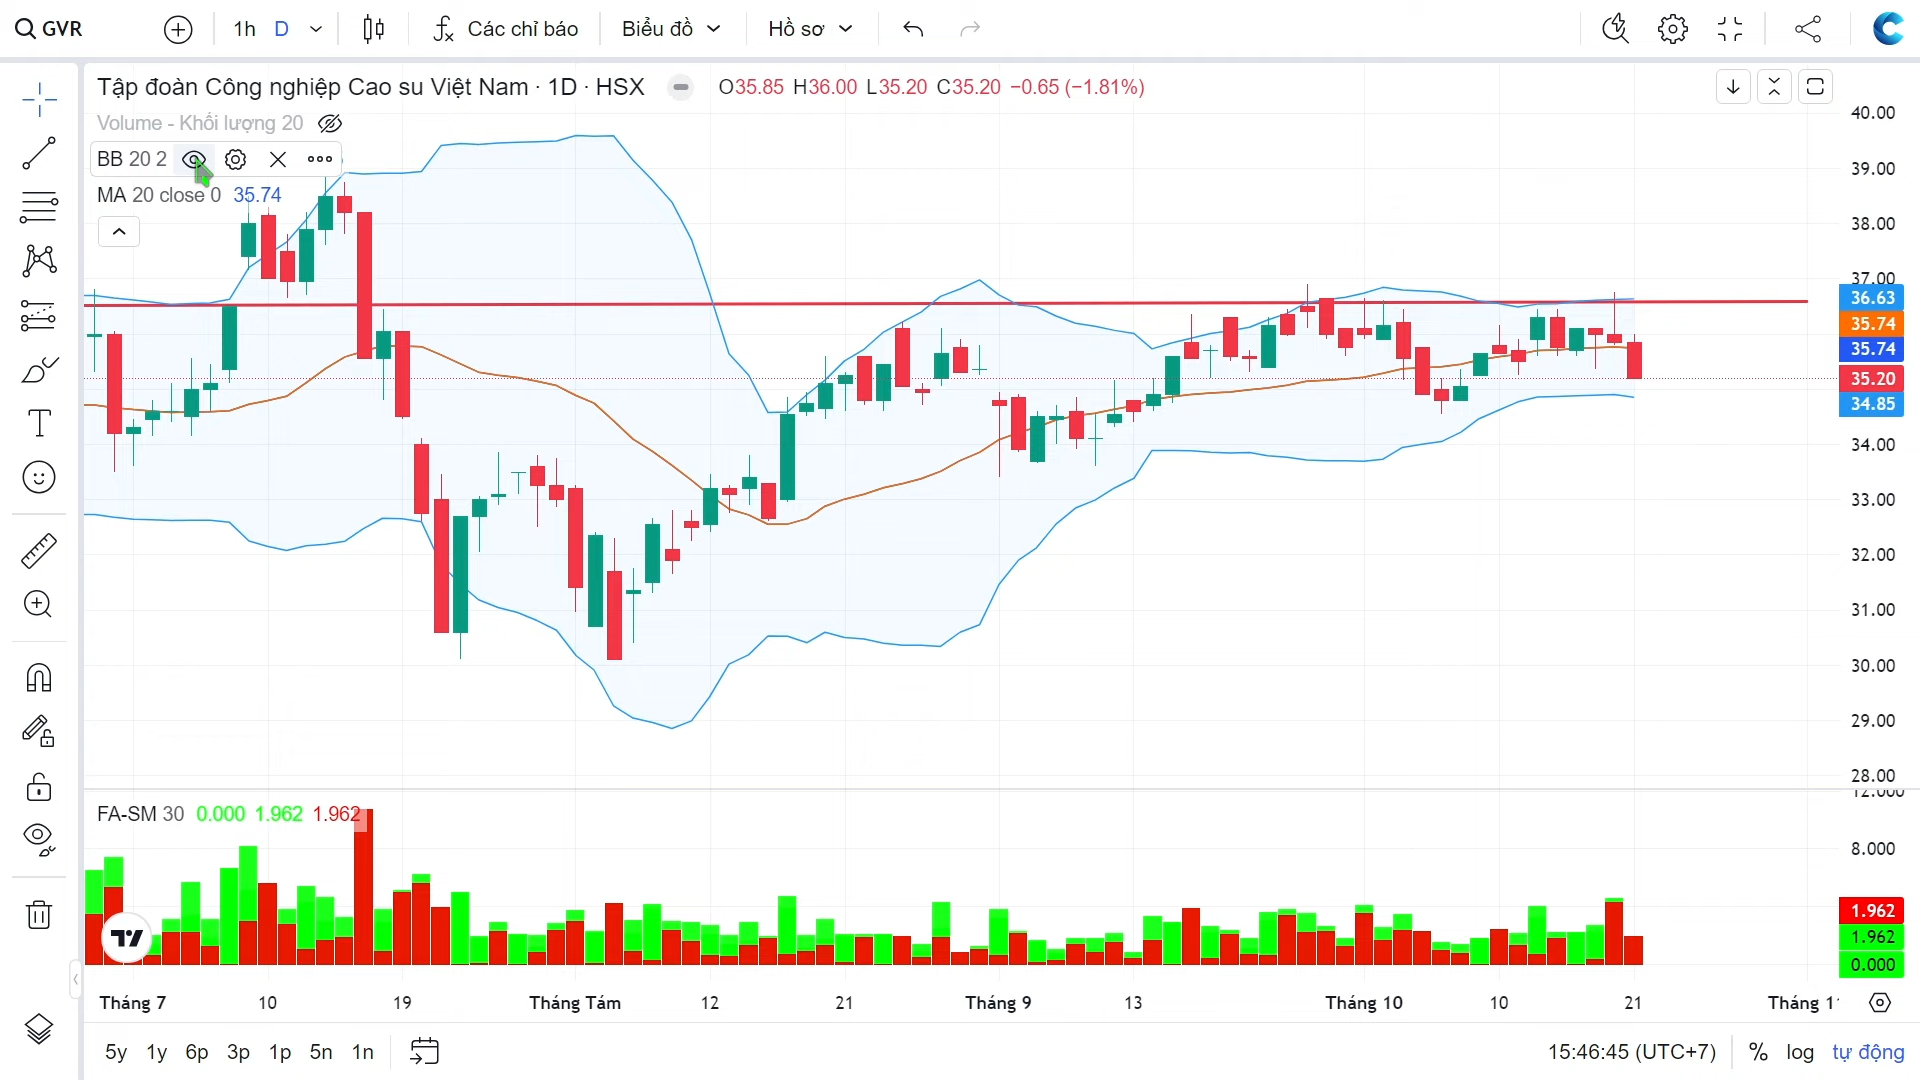 GVR 1h D Các chỉ báo Biểu đồ Hồ sơ
Tập đoàn Công nghiệp Cao su Việt Nam · 1D · HSX O35.85 H36.00 L35.20 C35.20 −0.65 (−1.81%)
Volume - Khối lượng 20
BB 20 2
MA 20 close 0 35.74
40.00
39.00
38.00
37.00
36.63
35.74
35.74
35.20
34.85
34.00
33.00
32.00
31.00
30.00
29.00
28.00
12.000
FA-SM 30 0.000 1.962 1.962
8.000
1.962
1.962
0.000
Tháng 7 10 19 Tháng Tám 12 21 Tháng 9 13 Tháng 10 10 21 Tháng 1
5y 1y 6p 3p 1p 5n 1n 15:46:45 (UTC+7) % log tự động